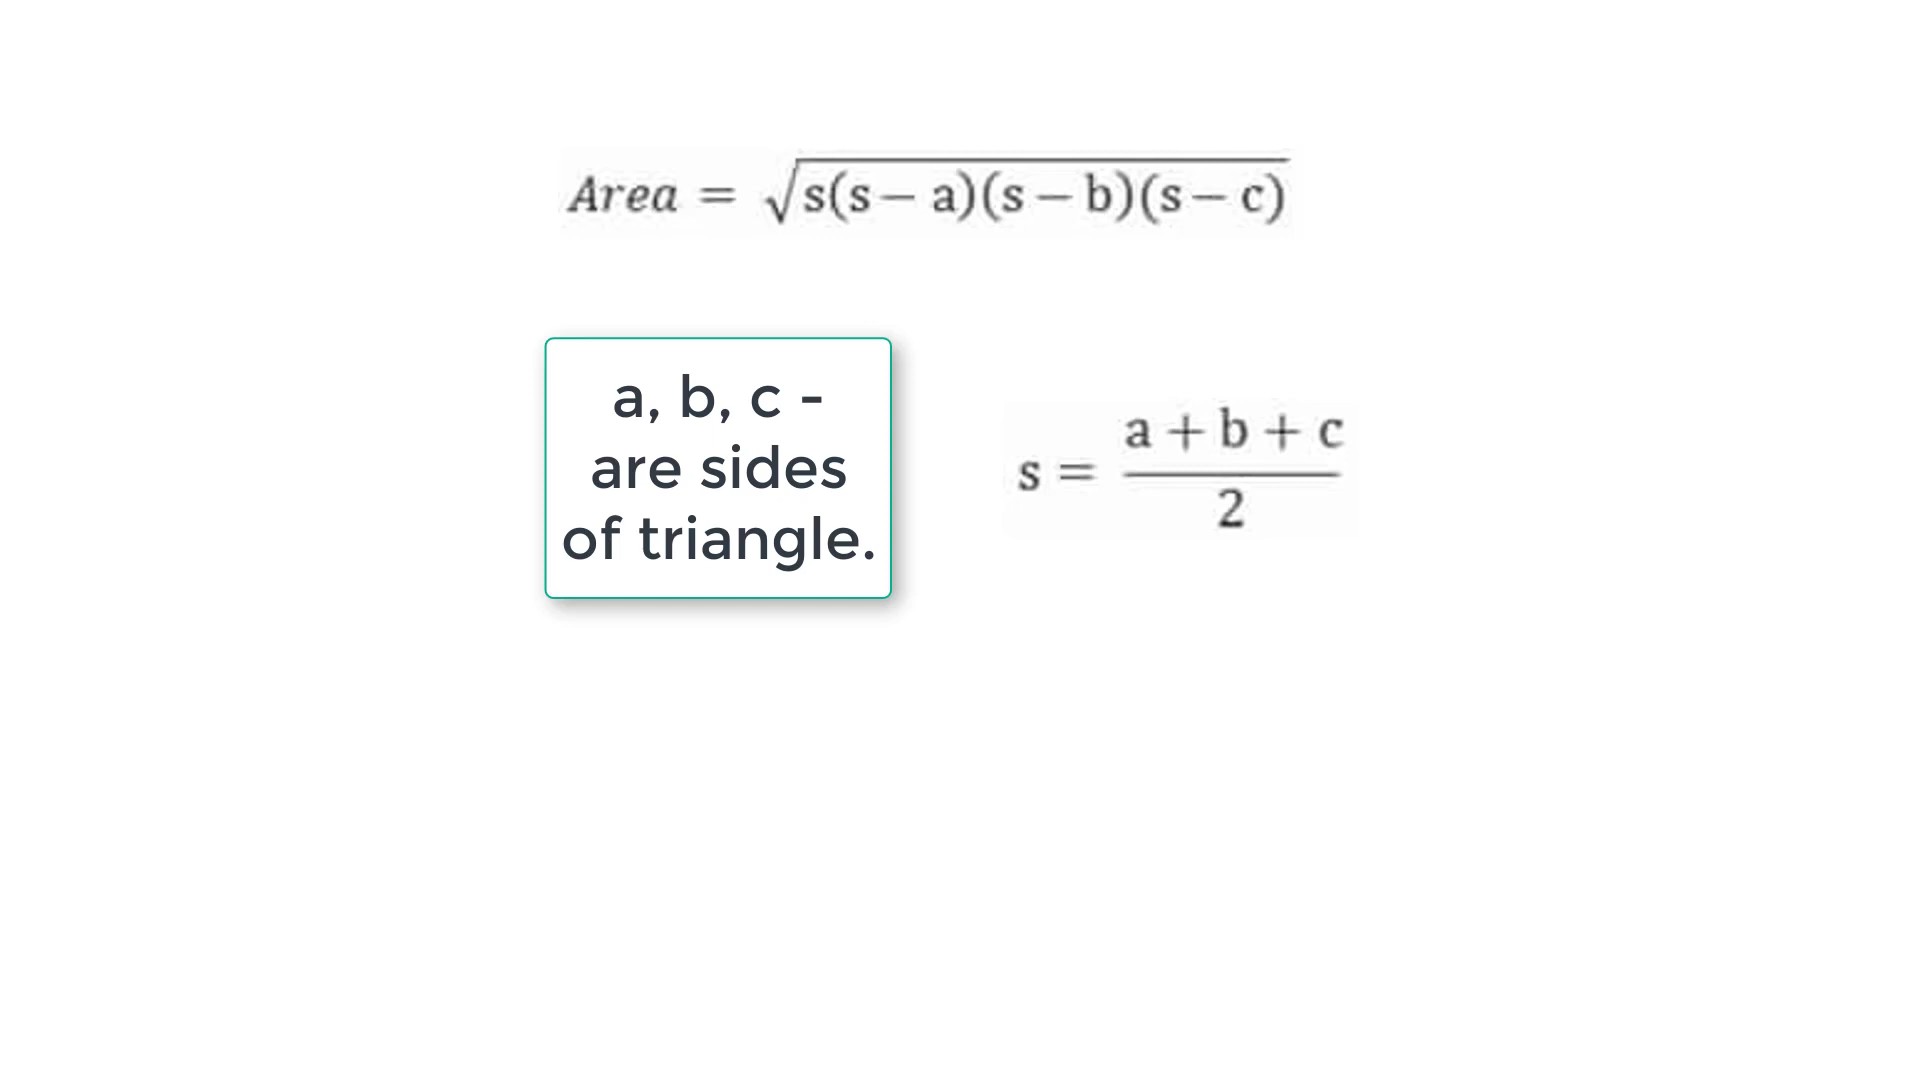 Area = √s(s – a)(s – b)(s – c)
a, b, c -
are sides
of triangle.
s = a + b + c
2